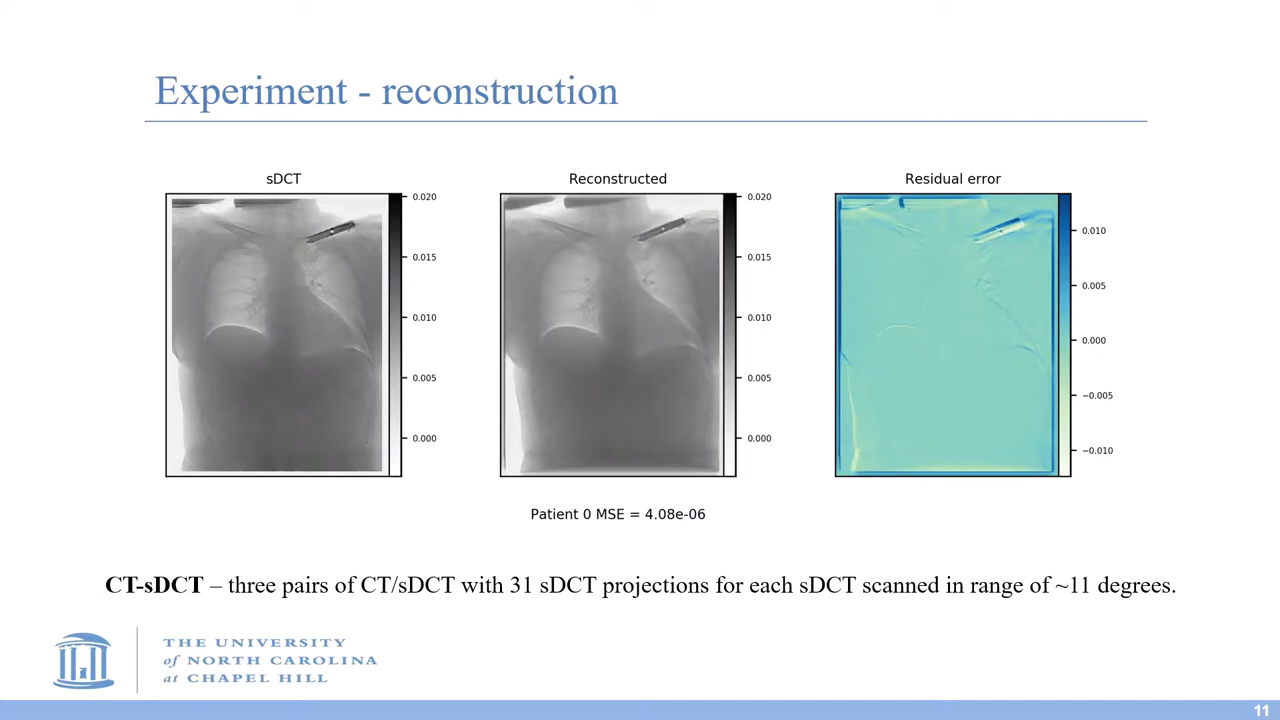 Experiment - reconstruction
sDCT
Reconstructed
Residual error
0.020
0.015
0.010
0.005
0.000
0.020
0.015
0.010
0.005
0.000
0.010
0.005
0.000
−0.005
−0.010
Patient 0 MSE = 4.08e-06
CT-sDCT – three pairs of CT/sDCT with 31 sDCT projections for each sDCT scanned in range of ~11 degrees.
THE UNIVERSITY
of NORTH CAROLINA
at CHAPEL HILL
11